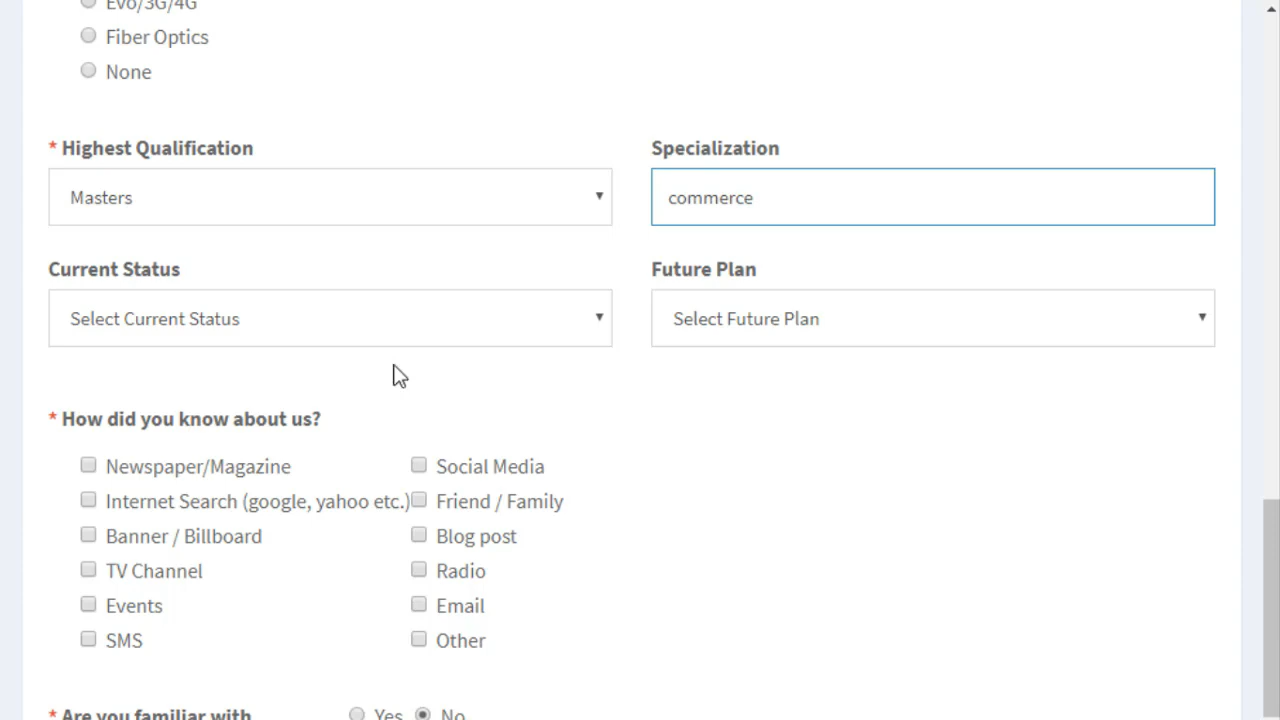 Evo/3G/4G
Fiber Optics
None
* Highest Qualification
Specialization
Masters
commerce
Current Status
Future Plan
Select Current Status
Select Future Plan
* How did you know about us?
Newspaper/Magazine
Social Media
Internet Search (google, yahoo etc.)
Friend / Family
Banner / Billboard
Blog post
TV Channel
Radio
Events
Email
SMS
Other
* Are you familiar with
Yes
No